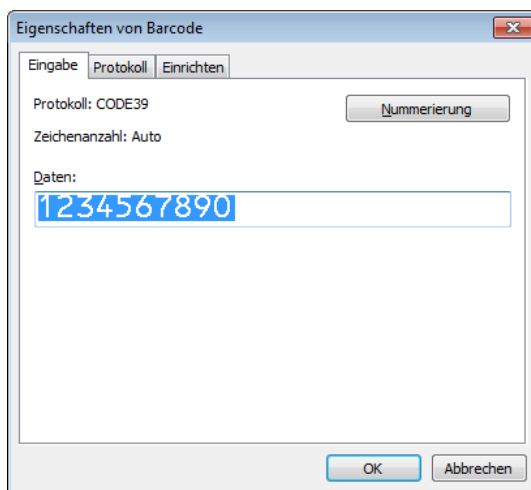 Eigenschaften von Barcode
Eingabe Protokoll Einrichten
Protokoll: CODE39 Nummerierung
Zeichenanzahl: Auto
Daten:
1234567890
OK Abbrechen